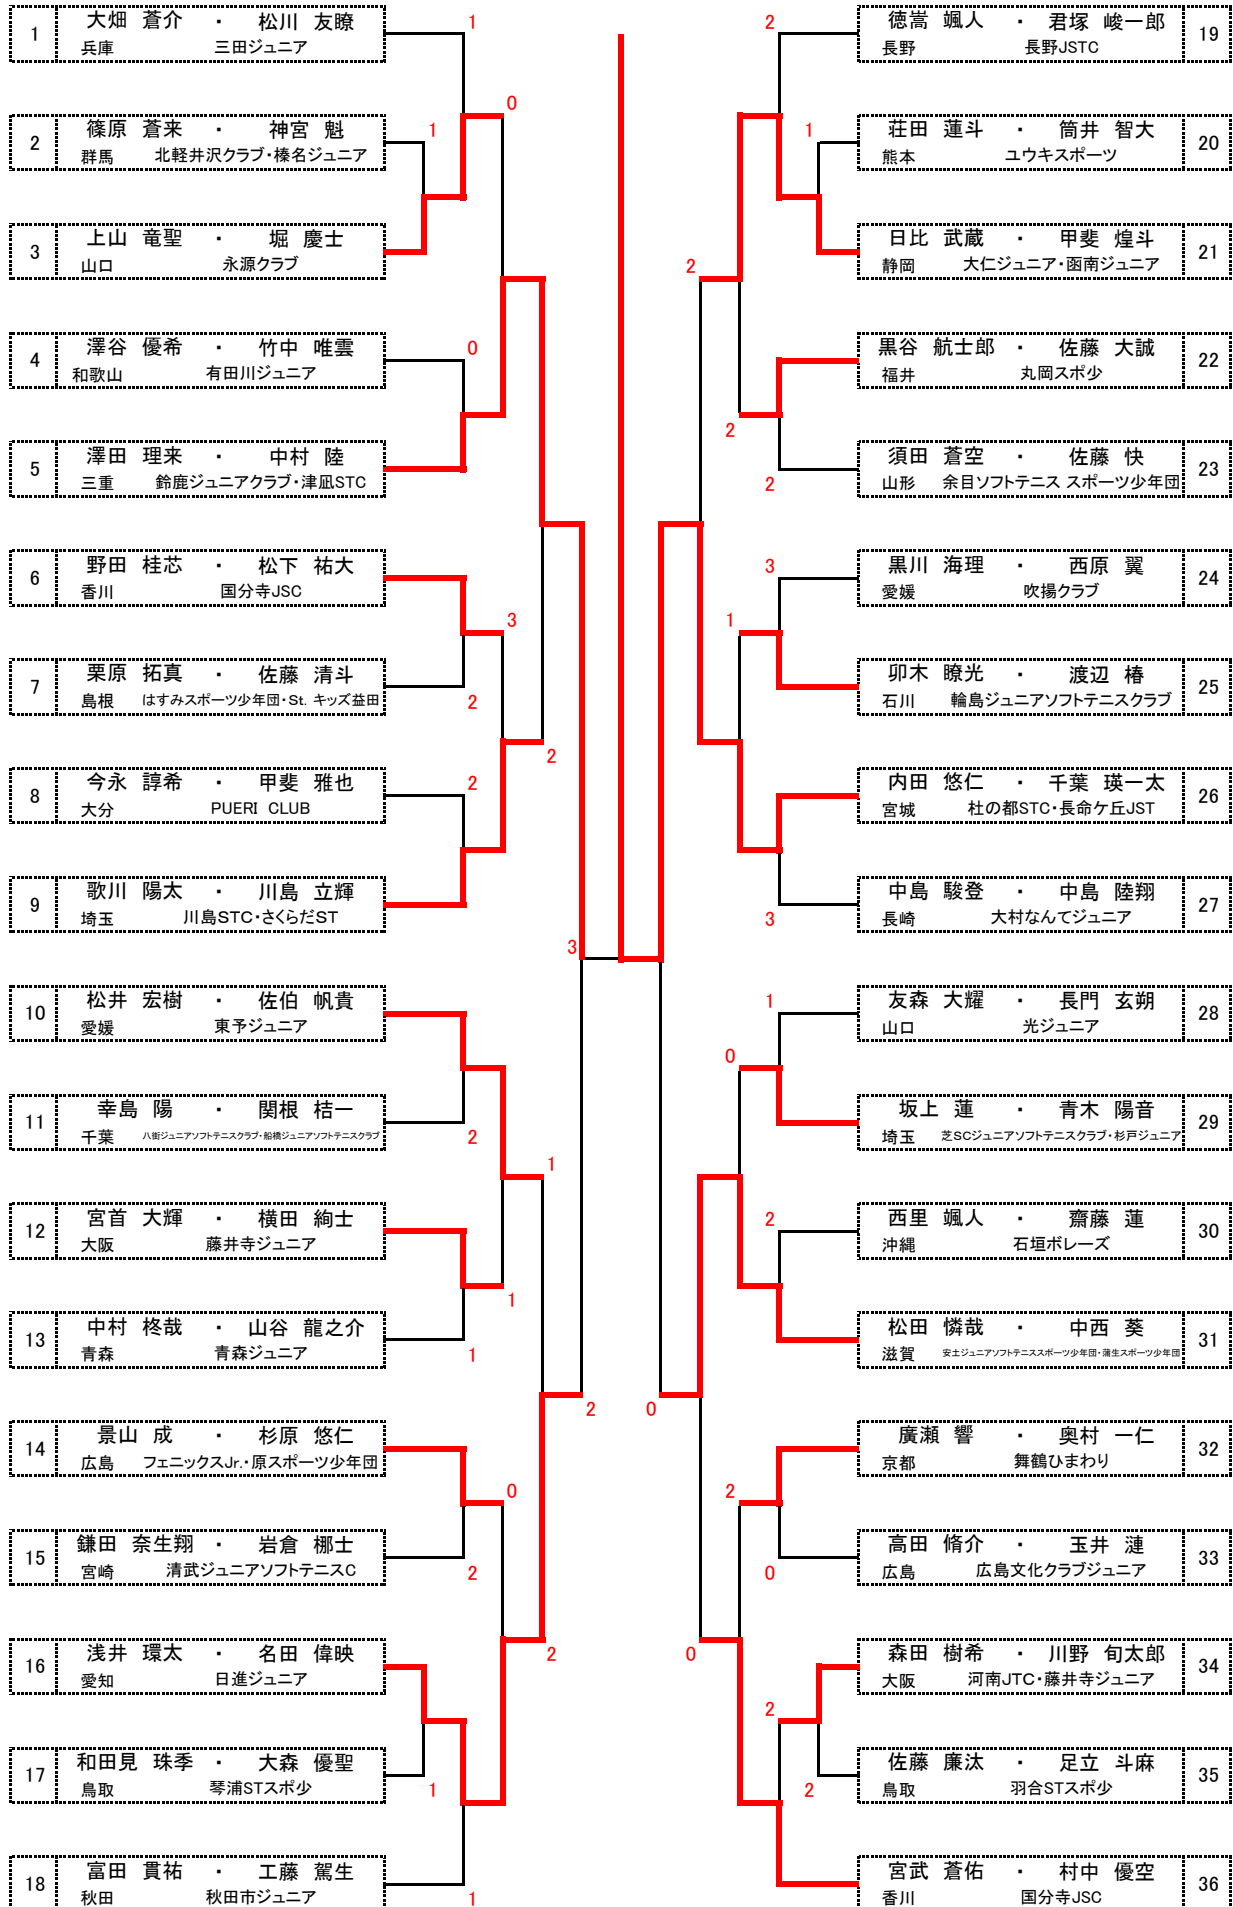 1 大畑 蒼介 ・ 松川 友瞭
兵庫 三田ジュニア
1
0
2 篠原 蒼来 ・ 神宮 魁
群馬 北軽井沢クラブ・榛名ジュニア
1
3 上山 竜聖 ・ 堀 慶士
山口 永源クラブ
4 澤谷 優希 ・ 竹中 唯雲
和歌山 有田川ジュニア
0
5 澤田 理来 ・ 中村 陸
三重 鈴鹿ジュニアクラブ・津凪STC
6 野田 桂芯 ・ 松下 祐大
香川 国分寺JSC
3
7 栗原 拓真 ・ 佐藤 清斗
島根 はすみスポーツ少年団・St. キッズ益田
2
2
8 今永 諄希 ・ 甲斐 雅也
大分 PUERI CLUB
2
9 歌川 陽太 ・ 川島 立輝
埼玉 川島STC・さくらだST
3
10 松井 宏樹 ・ 佐伯 帆貴
愛媛 東予ジュニア
11 幸島 陽 ・ 関根 桔一
千葉 八街ジュニアソフトテニスクラブ・船橋ジュニアソフトテニスクラブ
2
1
12 宮首 大輝 ・ 横田 絢士
大阪 藤井寺ジュニア
1
13 中村 柊哉 ・ 山谷 龍之介
青森 青森ジュニア
1
2
14 景山 成 ・ 杉原 悠仁
広島 フェニックスJr.・原スポーツ少年団
0
15 鎌田 奈生翔 ・ 岩倉 梛士
宮崎 清武ジュニアソフトテニスC
2
16 浅井 環太 ・ 名田 偉映
愛知 日進ジュニア
2
17 和田見 珠季 ・ 大森 優聖
鳥取 琴浦STスポ少
1
18 富田 貫祐 ・ 工藤 駕生
秋田 秋田市ジュニア
1
2
徳嵩 颯人 ・ 君塚 峻一郎 19
長野 長野JSTC
1
荘田 蓮斗 ・ 筒井 智大 20
熊本 ユウキスポーツ
日比 武蔵 ・ 甲斐 煌斗 21
静岡 大仁ジュニア・函南ジュニア
2
黒谷 航士郎 ・ 佐藤 大誠 22
福井 丸岡スポ少
2
須田 蒼空 ・ 佐藤 快 23
山形 余目ソフトテニス スポーツ少年団
2
3
黒川 海理 ・ 西原 翼 24
愛媛 吹揚クラブ
1
卯木 瞭光 ・ 渡辺 椿 25
石川 輪島ジュニアソフトテニスクラブ
内田 悠仁 ・ 千葉 瑛一太 26
宮城 杜の都STC・長命ケ丘JST
中島 駿登 ・ 中島 陸翔 27
長崎 大村なんてジュニア
3
1
友森 大耀 ・ 長門 玄朔 28
山口 光ジュニア
0
坂上 蓮 ・ 青木 陽音 29
埼玉 芝SCジュニアソフトテニスクラブ・杉戸ジュニア
2
西里 颯人 ・ 齋藤 蓮 30
沖縄 石垣ボレーズ
松田 憐哉 ・ 中西 葵 31
滋賀 安土ジュニアソフトテニススポーツ少年団・蒲生スポーツ少年団
0
廣瀬 響 ・ 奥村 一仁 32
京都 舞鶴ひまわり
2
高田 脩介 ・ 玉井 漣 33
広島 広島文化クラブジュニア
0
0
森田 樹希 ・ 川野 旬太郎 34
大阪 河南JTC・藤井寺ジュニア
2
佐藤 廉汰 ・ 足立 斗麻 35
鳥取 羽合STスポ少
2
宮武 蒼佑 ・ 村中 優空 36
香川 国分寺JSC